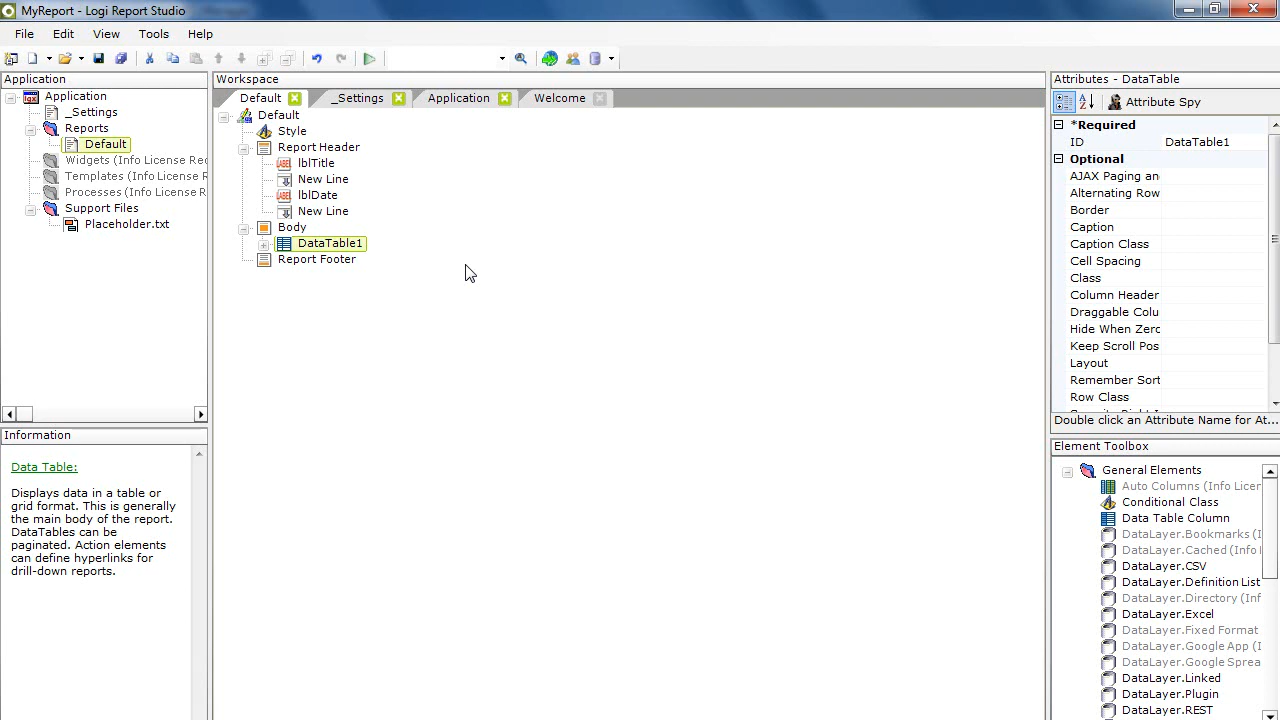 MyReport - Logi Report Studio
File Edit View Tools Help
Application
Application
_Settings
Reports
Default
Widgets (Info License Rec
Templates (Info License R
Processes (Info License R
Support Files
Placeholder.txt
Information
Data Table:
Displays data in a table or
grid format. This is generally
the main body of the report.
DataTables can be
paginated. Action elements
can define hyperlinks for
drill-down reports.
Workspace
Default _Settings Application Welcome
Default
Style
Report Header
LABEL lblTitle
New Line
LABEL lblDate
New Line
Body
DataTable1
Report Footer
Attributes - DataTable
Attribute Spy
*Required
ID DataTable1
Optional
AJAX Paging an
Alternating Row
Border
Caption
Caption Class
Cell Spacing
Class
Column Header
Draggable Colu
Hide When Zerc
Keep Scroll Pos
Layout
Remember Sort
Row Class
Double click an Attribute Name for At...
Element Toolbox
General Elements
Auto Columns (Info Licer
Conditional Class
Data Table Column
DataLayer.Bookmarks (I
DataLayer.Cached (Info
DataLayer.CSV
DataLayer.Definition List
DataLayer.Directory (Inf
DataLayer.Excel
DataLayer.Fixed Format
DataLayer.Google App (I
DataLayer.Google Sprea
DataLayer.Linked
DataLayer.Plugin
DataLayer.REST